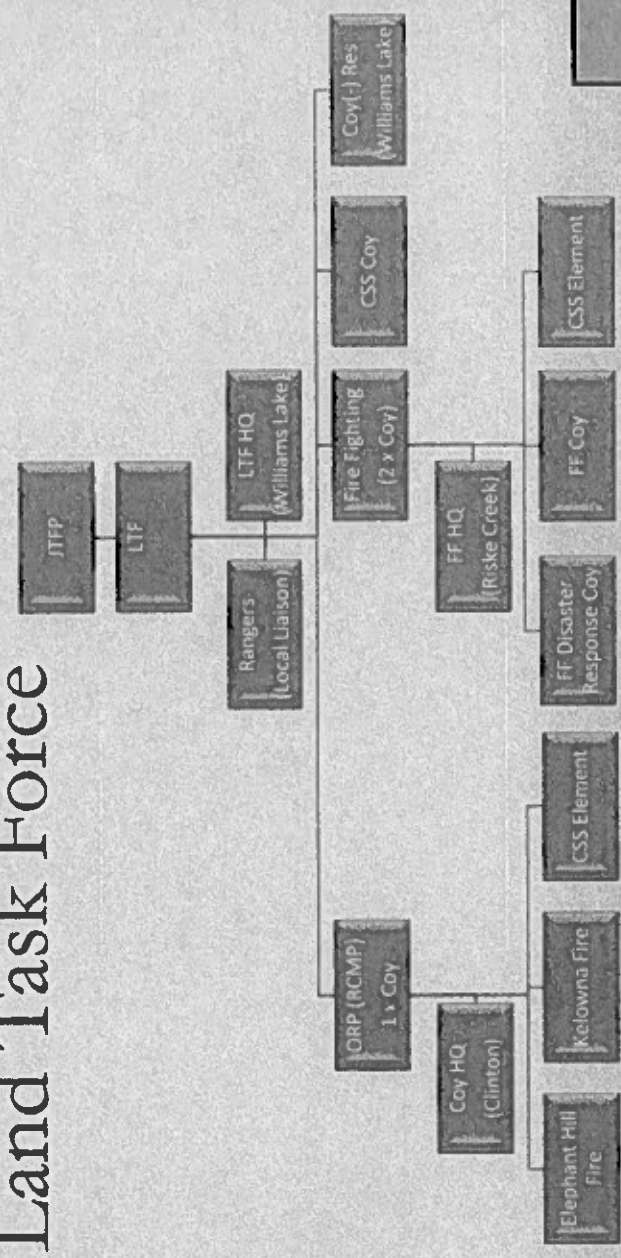 Land Task Force
JTFP
LTF
Rangers
(Local Liaison)
LTF HQ
(Williams Lake)
ORP (RCMP)
1 x Coy
Fire Fighting
(2 x Coy)
CSS Coy
Coy(-) Res
(Williams Lake)
Coy HQ
(Clinton)
FF HQ
(Riske Creek)
Elephant Hill
Fire
Kelowna Fire
CSS Element
FF Disaster
Response Coy
FF Coy
CSS Element